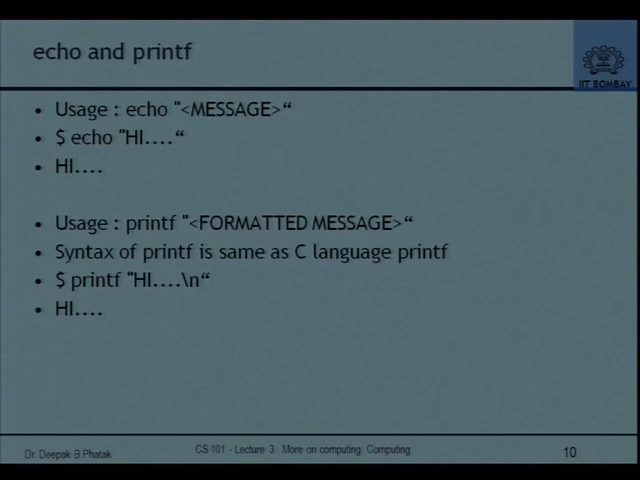 echo and printf
IIT BOMBAY
• Usage : echo "<MESSAGE>“
• $ echo "HI....“
• HI....
• Usage : printf "<FORMATTED MESSAGE>“
• Syntax of printf is same as C language printf
• $ printf "HI....\n“
• HI....
Dr. Deepak B Phatak
CS 101 - Lecture 3. More on computing. Computing
10